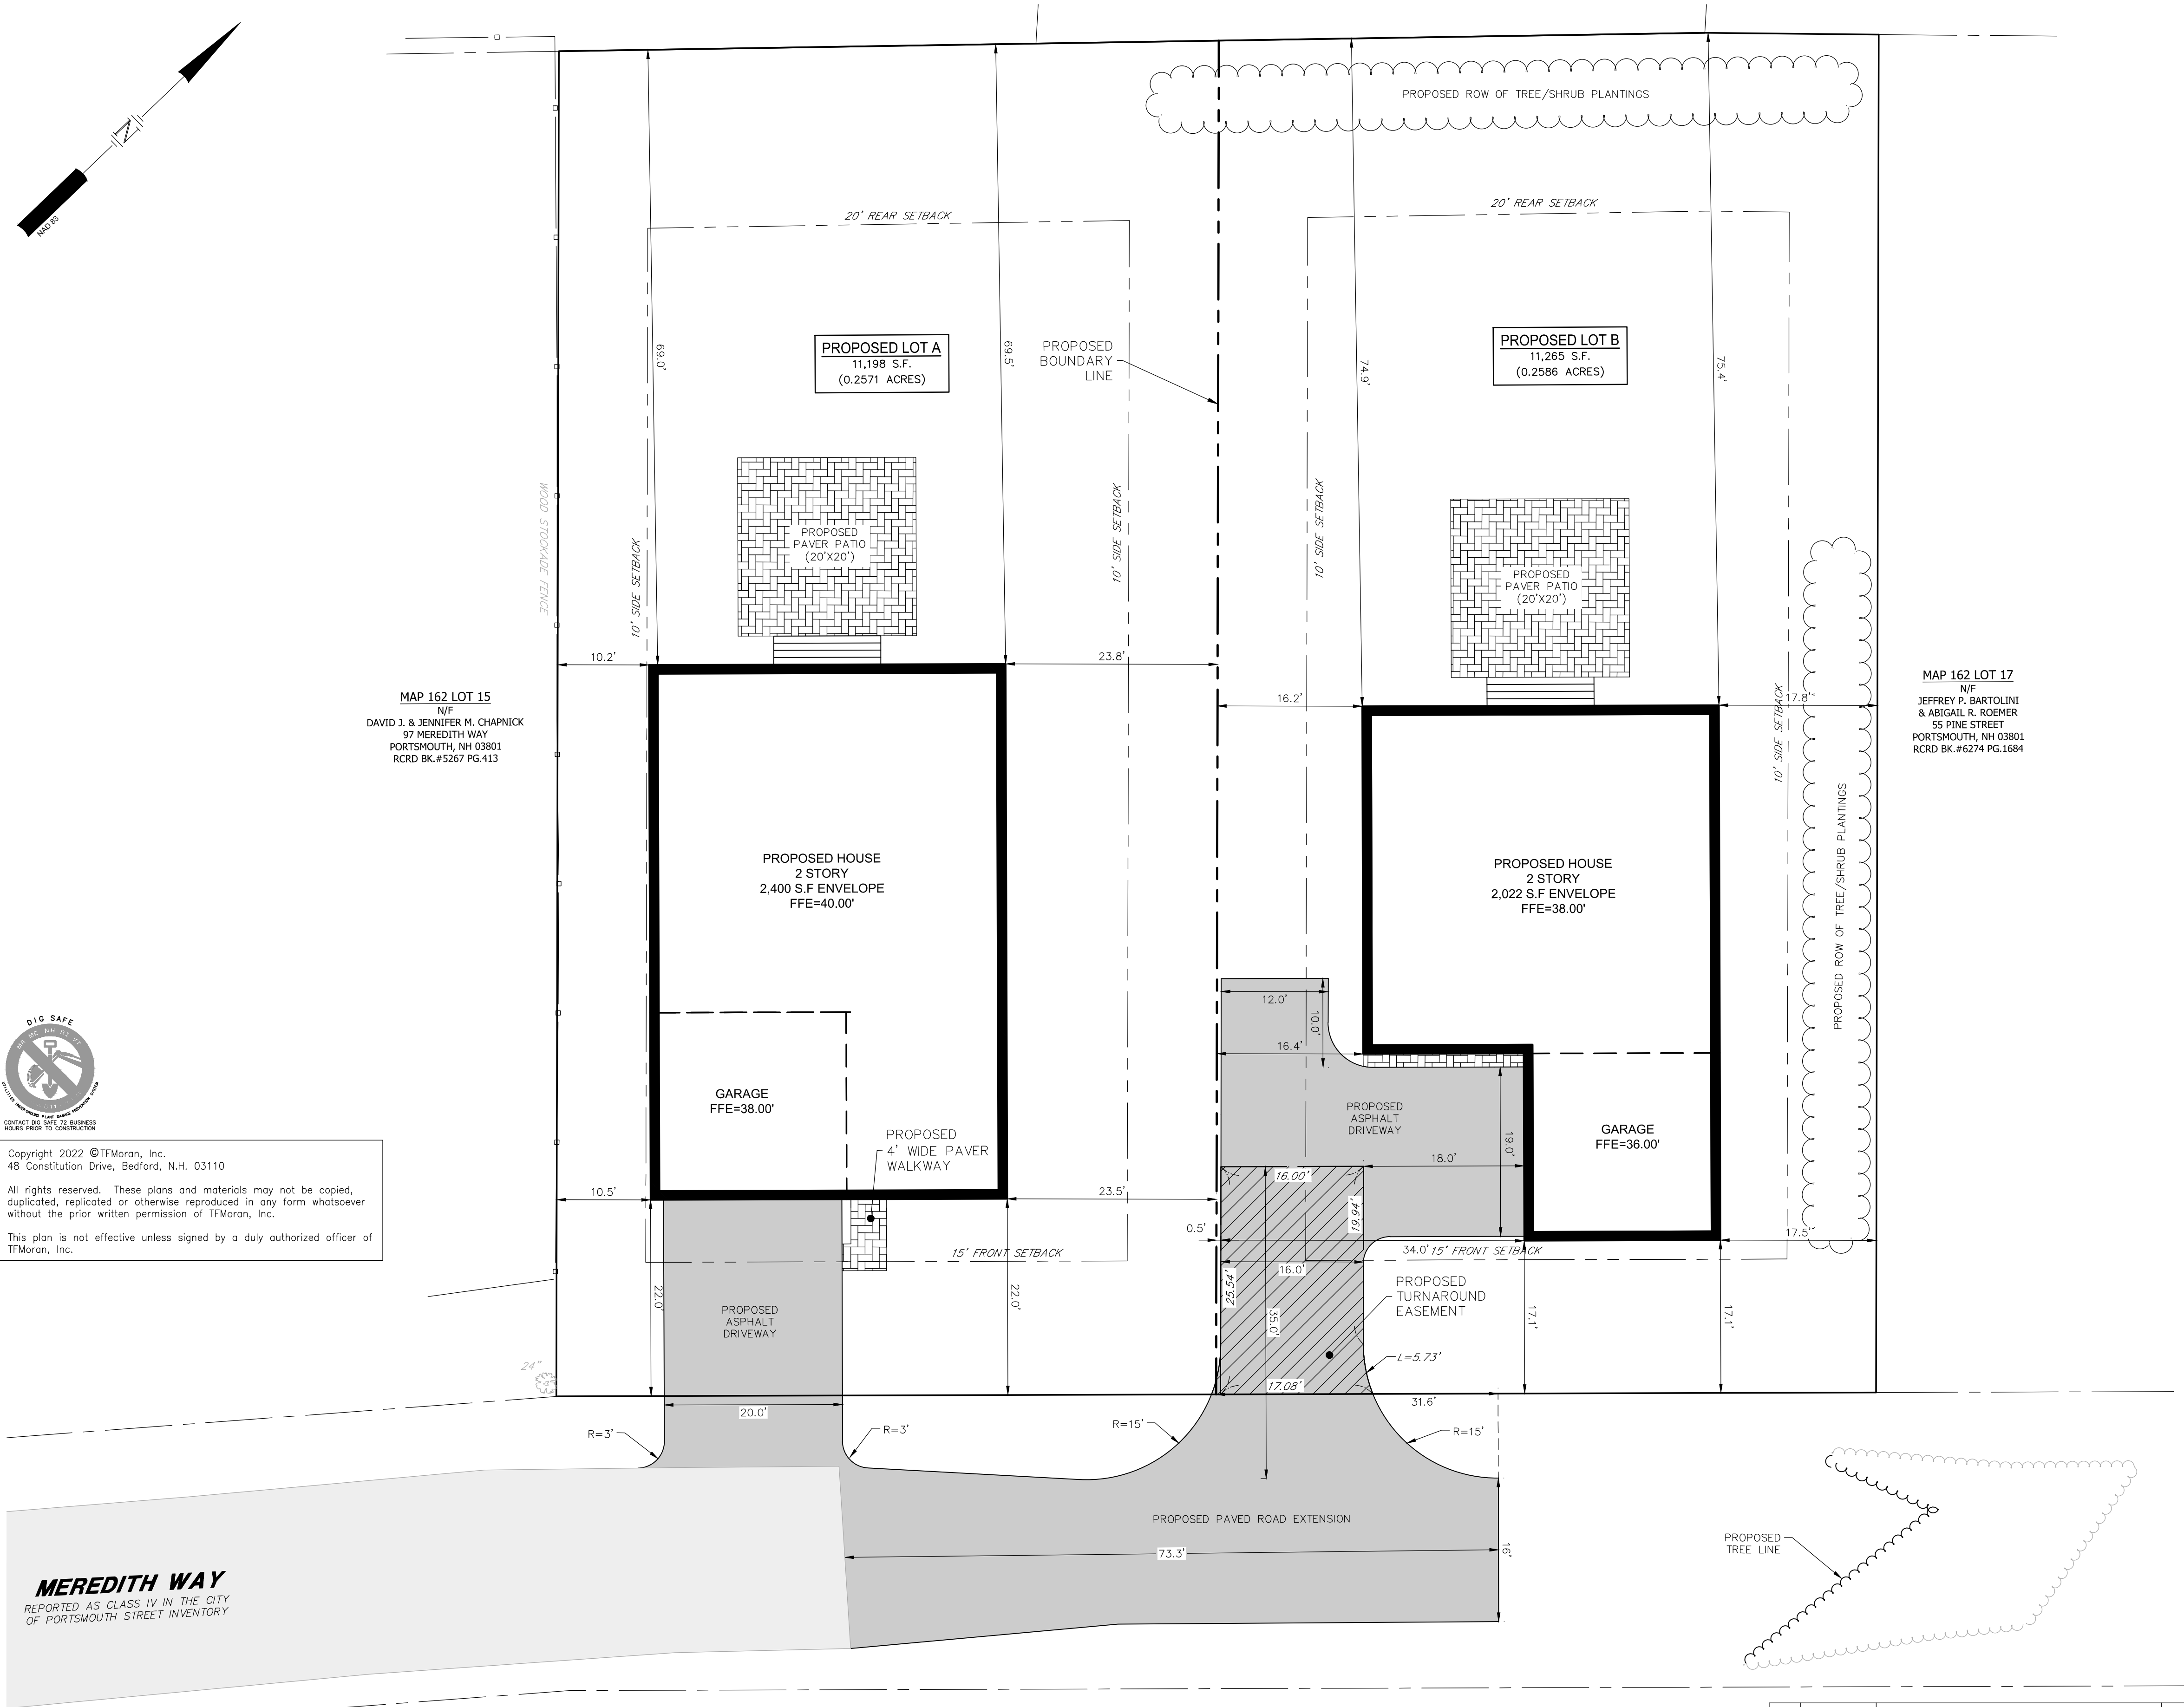 N
NAD 83
PROPOSED ROW OF TREE/SHRUB PLANTINGS
20' REAR SETBACK
20' REAR SETBACK
69.0'
69.5'
74.9'
75.4'
PROPOSED LOT A
11,198 S.F.
(0.2571 ACRES)
PROPOSED
BOUNDARY
LINE
PROPOSED LOT B
11,265 S.F.
(0.2586 ACRES)
WOOD STOCKADE FENCE
10' SIDE SETBACK
PROPOSED
PAVER PATIO
(20'X20')
10' SIDE SETBACK
10' SIDE SETBACK
PROPOSED
PAVER PATIO
(20'X20')
10' SIDE SETBACK
10.2'
23.8'
16.2'
17.8'
MAP 162 LOT 15
N/F
DAVID J. & JENNIFER M. CHAPNICK
97 MEREDITH WAY
PORTSMOUTH, NH 03801
RCRD BK.#5267 PG.413
MAP 162 LOT 17
N/F
JEFFREY P. BARTOLINI
& ABIGAIL R. ROEMER
55 PINE STREET
PORTSMOUTH, NH 03801
RCRD BK.#6274 PG.1684
PROPOSED HOUSE
2 STORY
2,400 S.F ENVELOPE
FFE=40.00'
PROPOSED HOUSE
2 STORY
2,022 S.F ENVELOPE
FFE=38.00'
PROPOSED ROW OF TREE/SHRUB PLANTINGS
12.0'
10.0'
16.4'
GARAGE
FFE=38.00'
PROPOSED
4' WIDE PAVER
WALKWAY
PROPOSED
ASPHALT
DRIVEWAY
19.0'
GARAGE
FFE=36.00'
18.0'
16.00'
19.94'
10.5'
23.5'
0.5'
17.5'
15' FRONT SETBACK
34.0'
15' FRONT SETBACK
16.0'
25.54'
35.0'
22.0'
22.0'
17.1'
17.1'
PROPOSED
ASPHALT
DRIVEWAY
PROPOSED
TURNAROUND
EASEMENT
L=5.73'
17.08'
31.6'
24"
20.0'
R=3'
R=3'
R=15'
R=15'
DIG SAFE
CONTACT DIG SAFE 72 BUSINESS
HOURS PRIOR TO CONSTRUCTION
Copyright 2022 ©TFMoran, Inc.
48 Constitution Drive, Bedford, N.H. 03110
All rights reserved. These plans and materials may not be copied,
duplicated, replicated or otherwise reproduced in any form whatsoever
without the prior written permission of TFMoran, Inc.
This plan is not effective unless signed by a duly authorized officer of
TFMoran, Inc.
PROPOSED PAVED ROAD EXTENSION
73.3'
16'
PROPOSED
TREE LINE
MEREDITH WAY
REPORTED AS CLASS IV IN THE CITY
OF PORTSMOUTH STREET INVENTORY